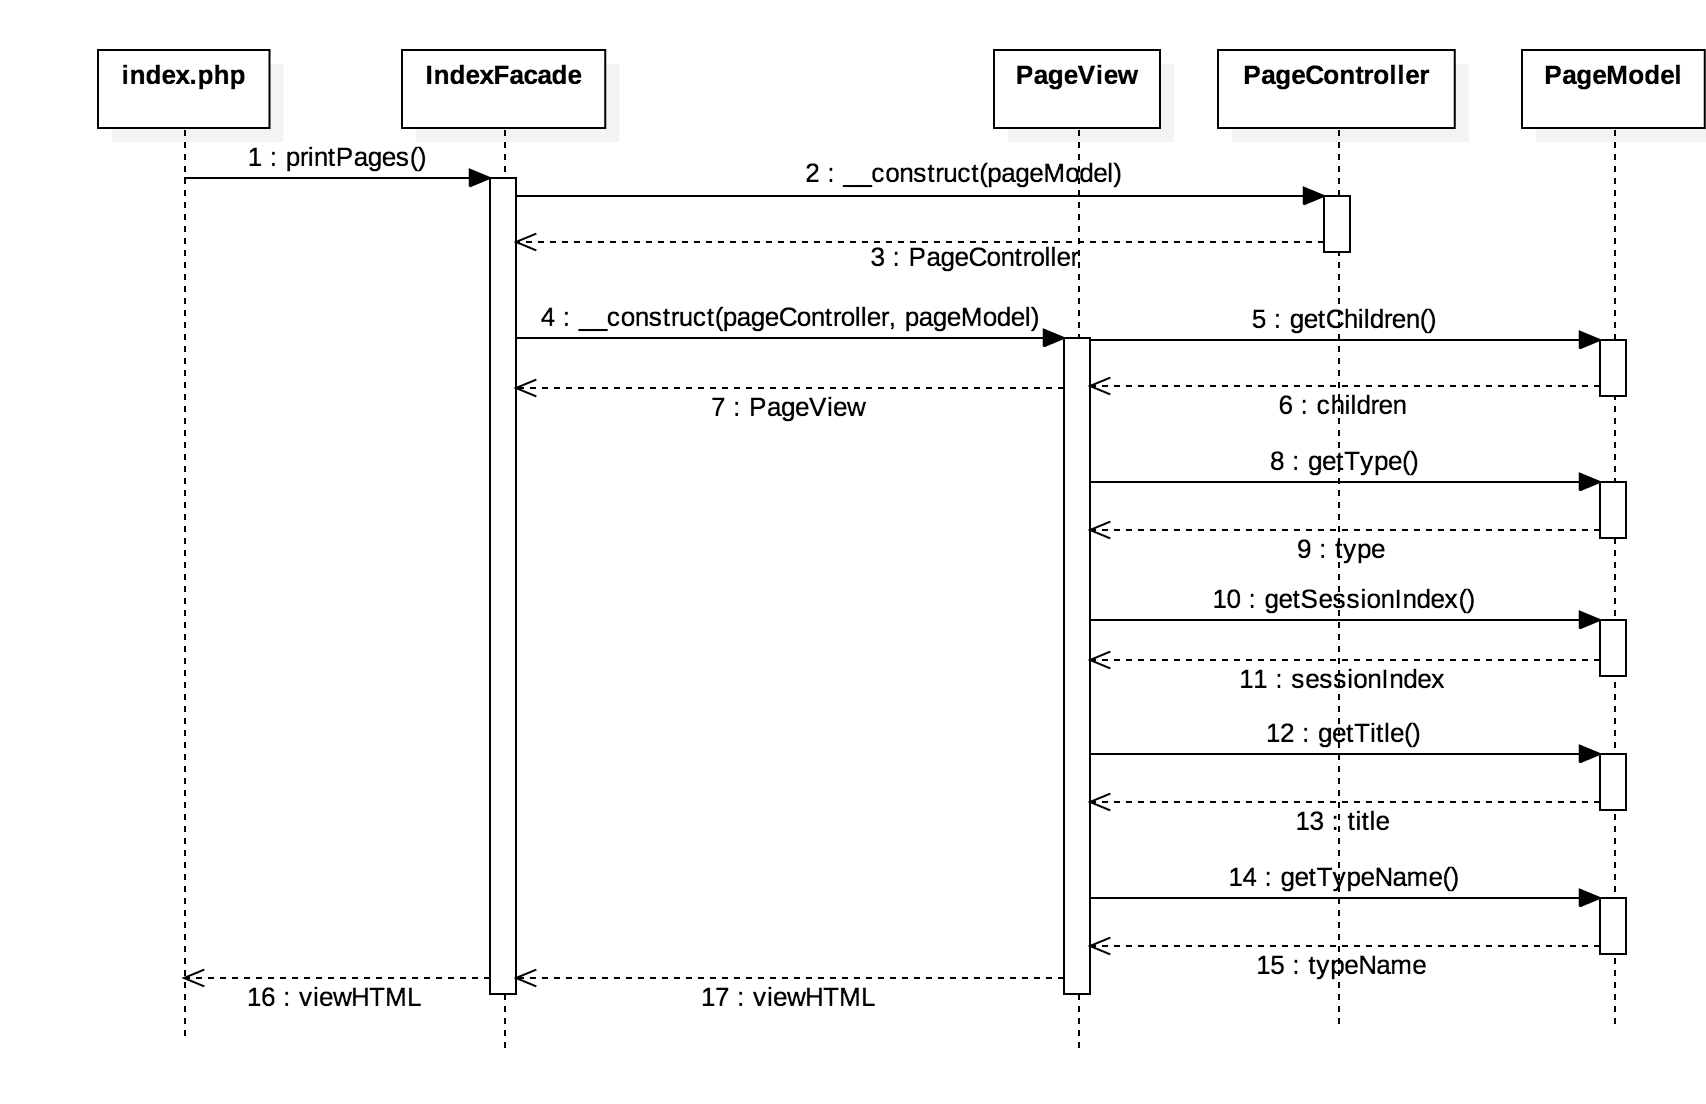 index.php
IndexFacade
PageView
PageController
PageModel
1 : printPages()
2 : __construct(pageModel)
3 : PageController
4 : __construct(pageController, pageModel)
5 : getChildren()
6 : children
7 : PageView
8 : getType()
9 : type
10 : getSessionIndex()
11 : sessionIndex
12 : getTitle()
13 : title
14 : getTypeName()
15 : typeName
16 : viewHTML
17 : viewHTML